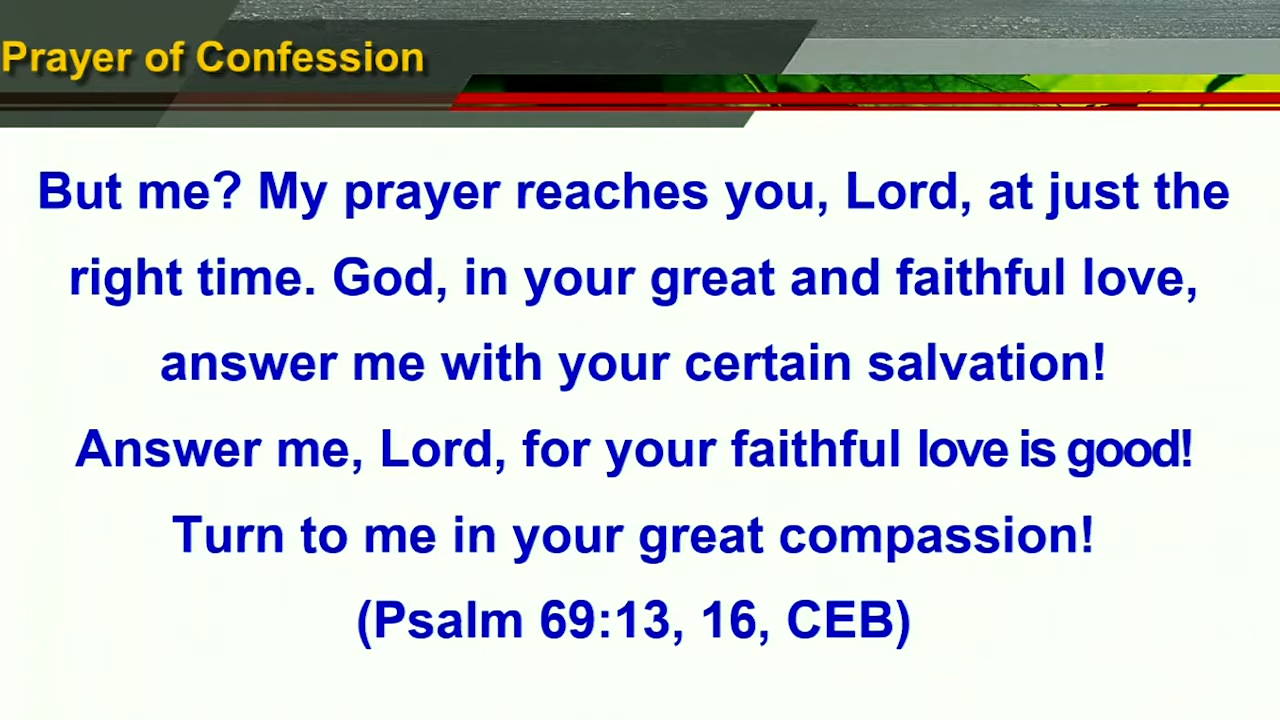 Prayer of Confession
But me? My prayer reaches you, Lord, at just the
right time. God, in your great and faithful love,
answer me with your certain salvation!
Answer me, Lord, for your faithful love is good!
Turn to me in your great compassion!
(Psalm 69:13, 16, CEB)